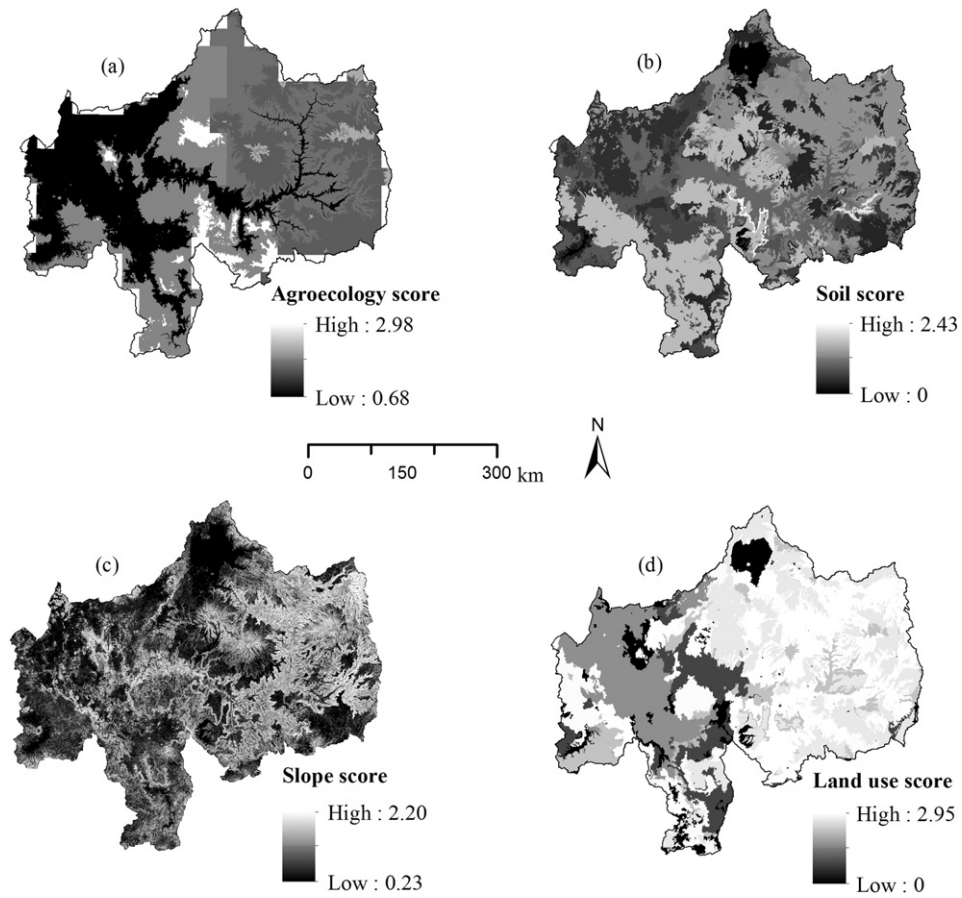 (a)
Agroecology score
High : 2.98
Low : 0.68
(b)
Soil score
High : 2.43
Low : 0
N
0 150 300 km
(c)
Slope score
High : 2.20
Low : 0.23
(d)
Land use score
High : 2.95
Low : 0